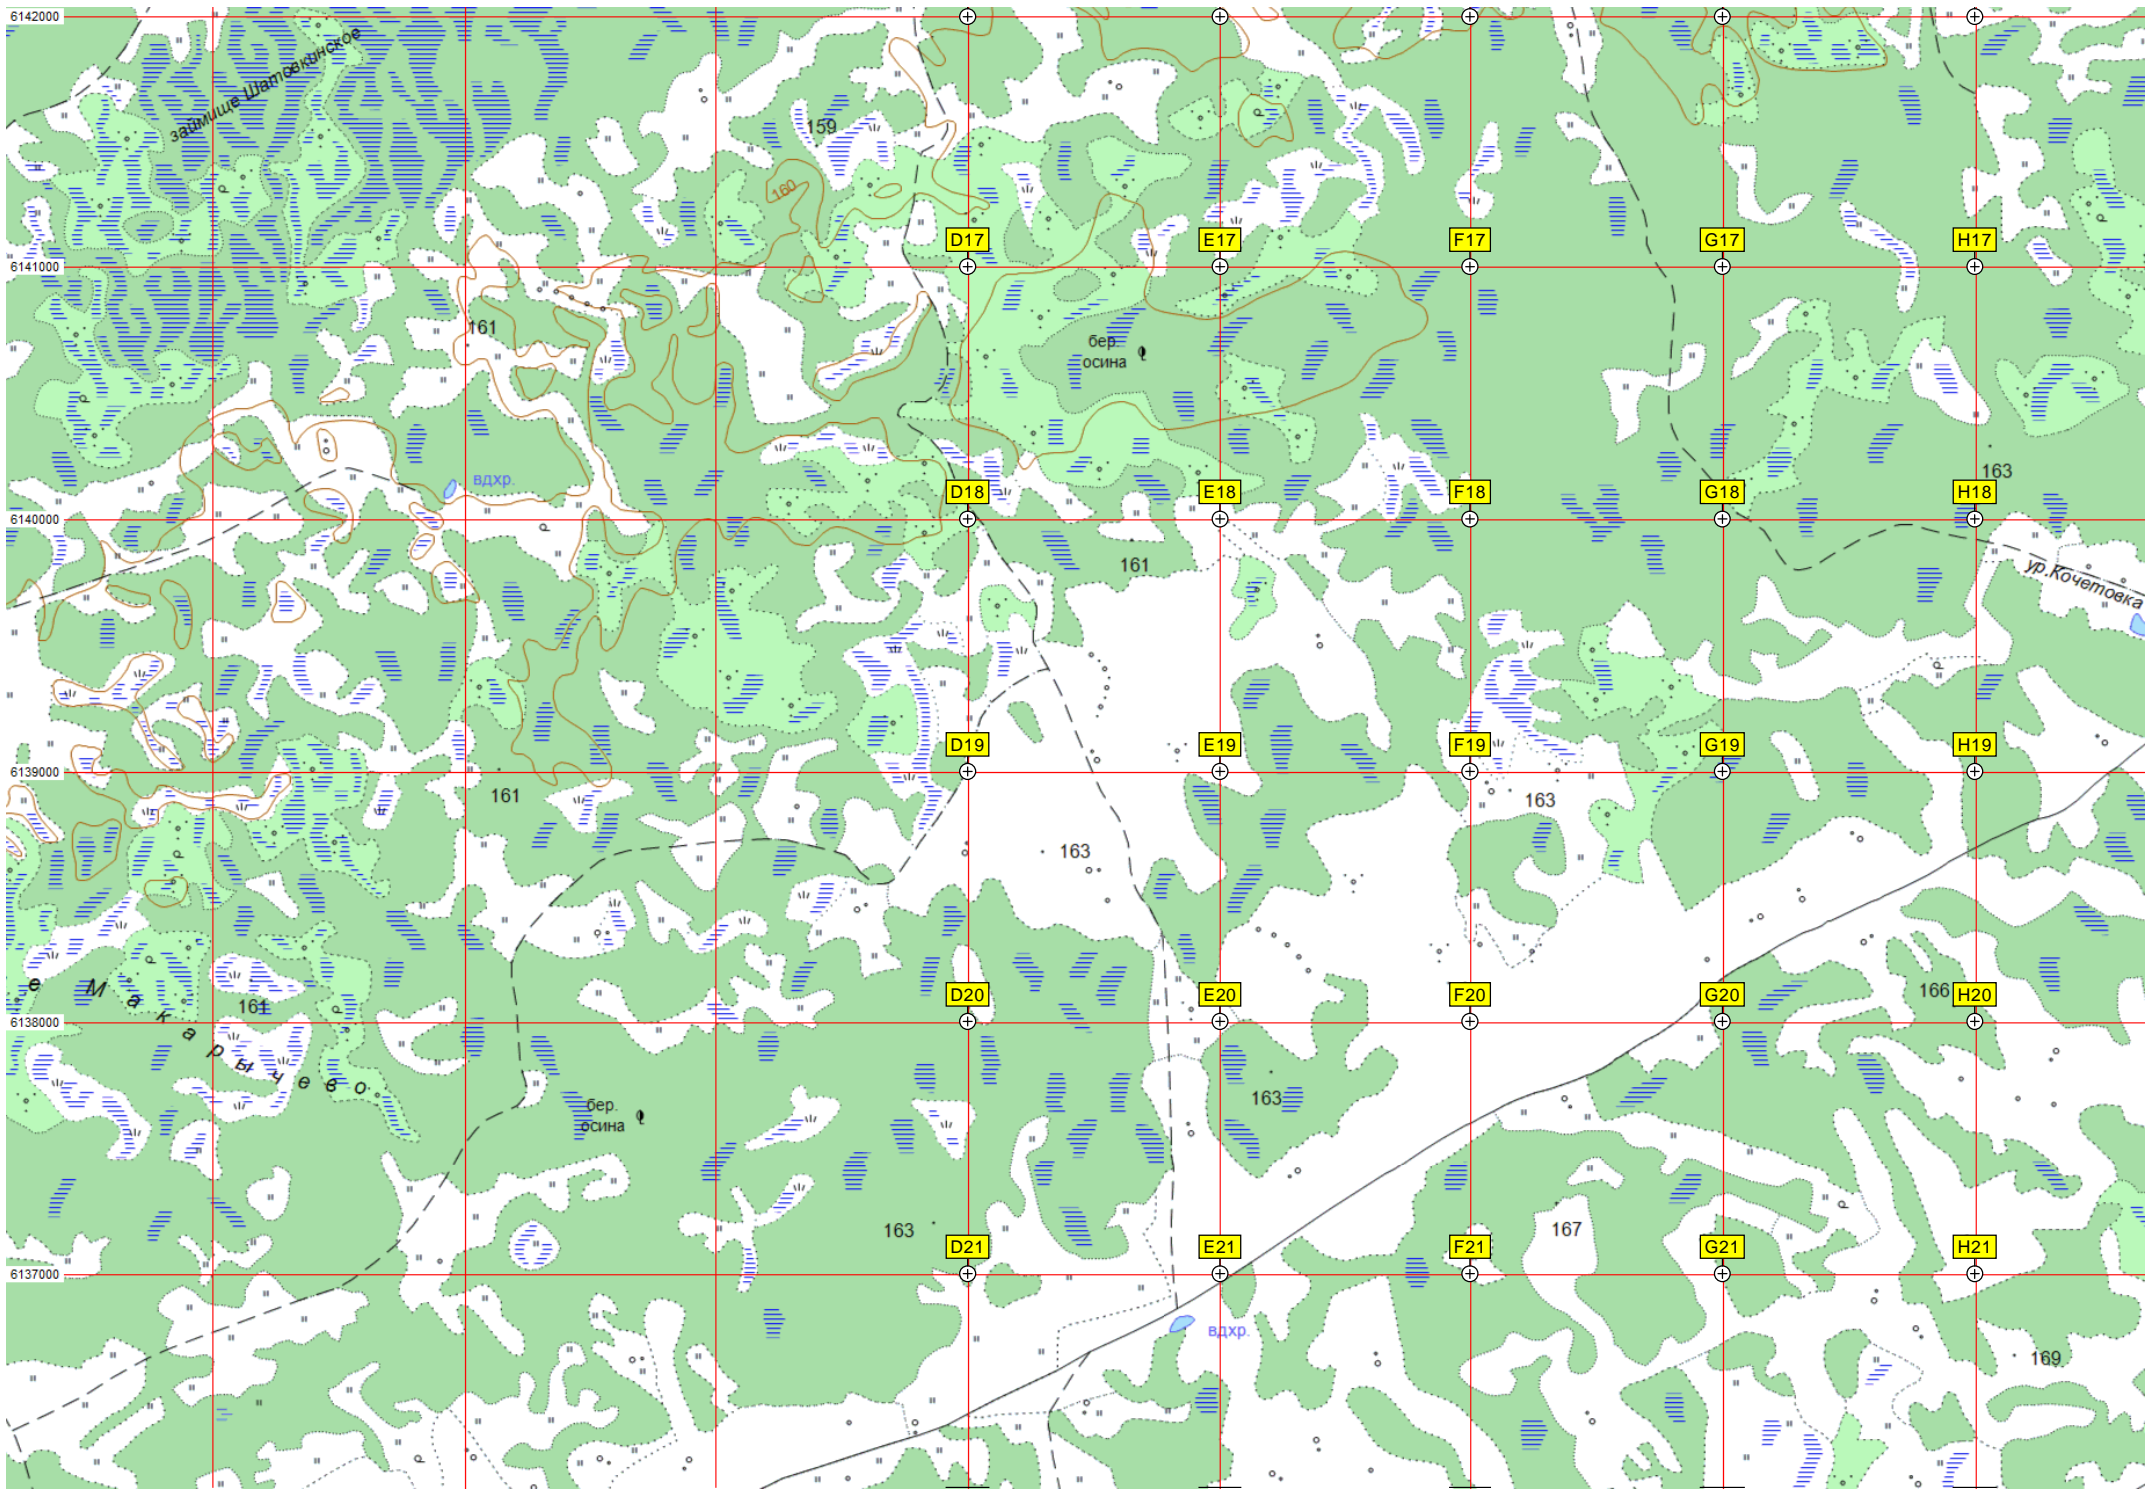 6142000
займище Шатовкинское
159
160
D17 E17 F17 G17 H17
6141000
161
бер.
осина
163
вдхр.
D18 E18 F18 G18 H18
6140000
161
ур.Кочетовка
D19 E19 F19 G19 H19
6139000
161
163
163
е Макарычево
166
D20 E20 F20 G20 H20
161
6138000
163
бер.
осина
163
167
D21 E21 F21 G21 H21
6137000
вдхр.
169